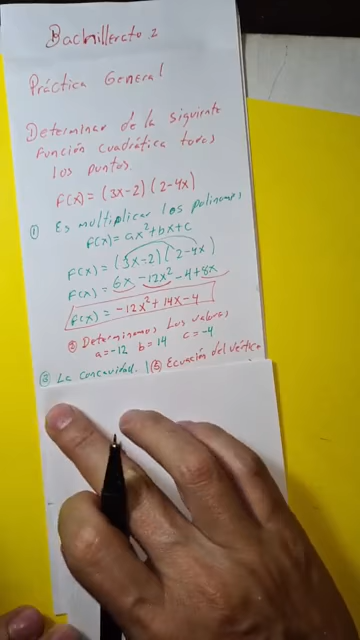 Bachillerato 2
Práctica General
Determinar de la siguiente
función cuadrática todos
los puntos.
F(x) = (3x-2)(2-4x)
① Es multiplicar los polinomios
F(x) = ax²+bx+c
F(x) = (3x-2)(2-4x)
F(x) = 6x -12x² -4+8x
F(x) = -12x²+14x-4
② Determinamos Los valores
a=-12 b=14 c=-4
③ La concavidad. | ⑤ Ecuación del vértice